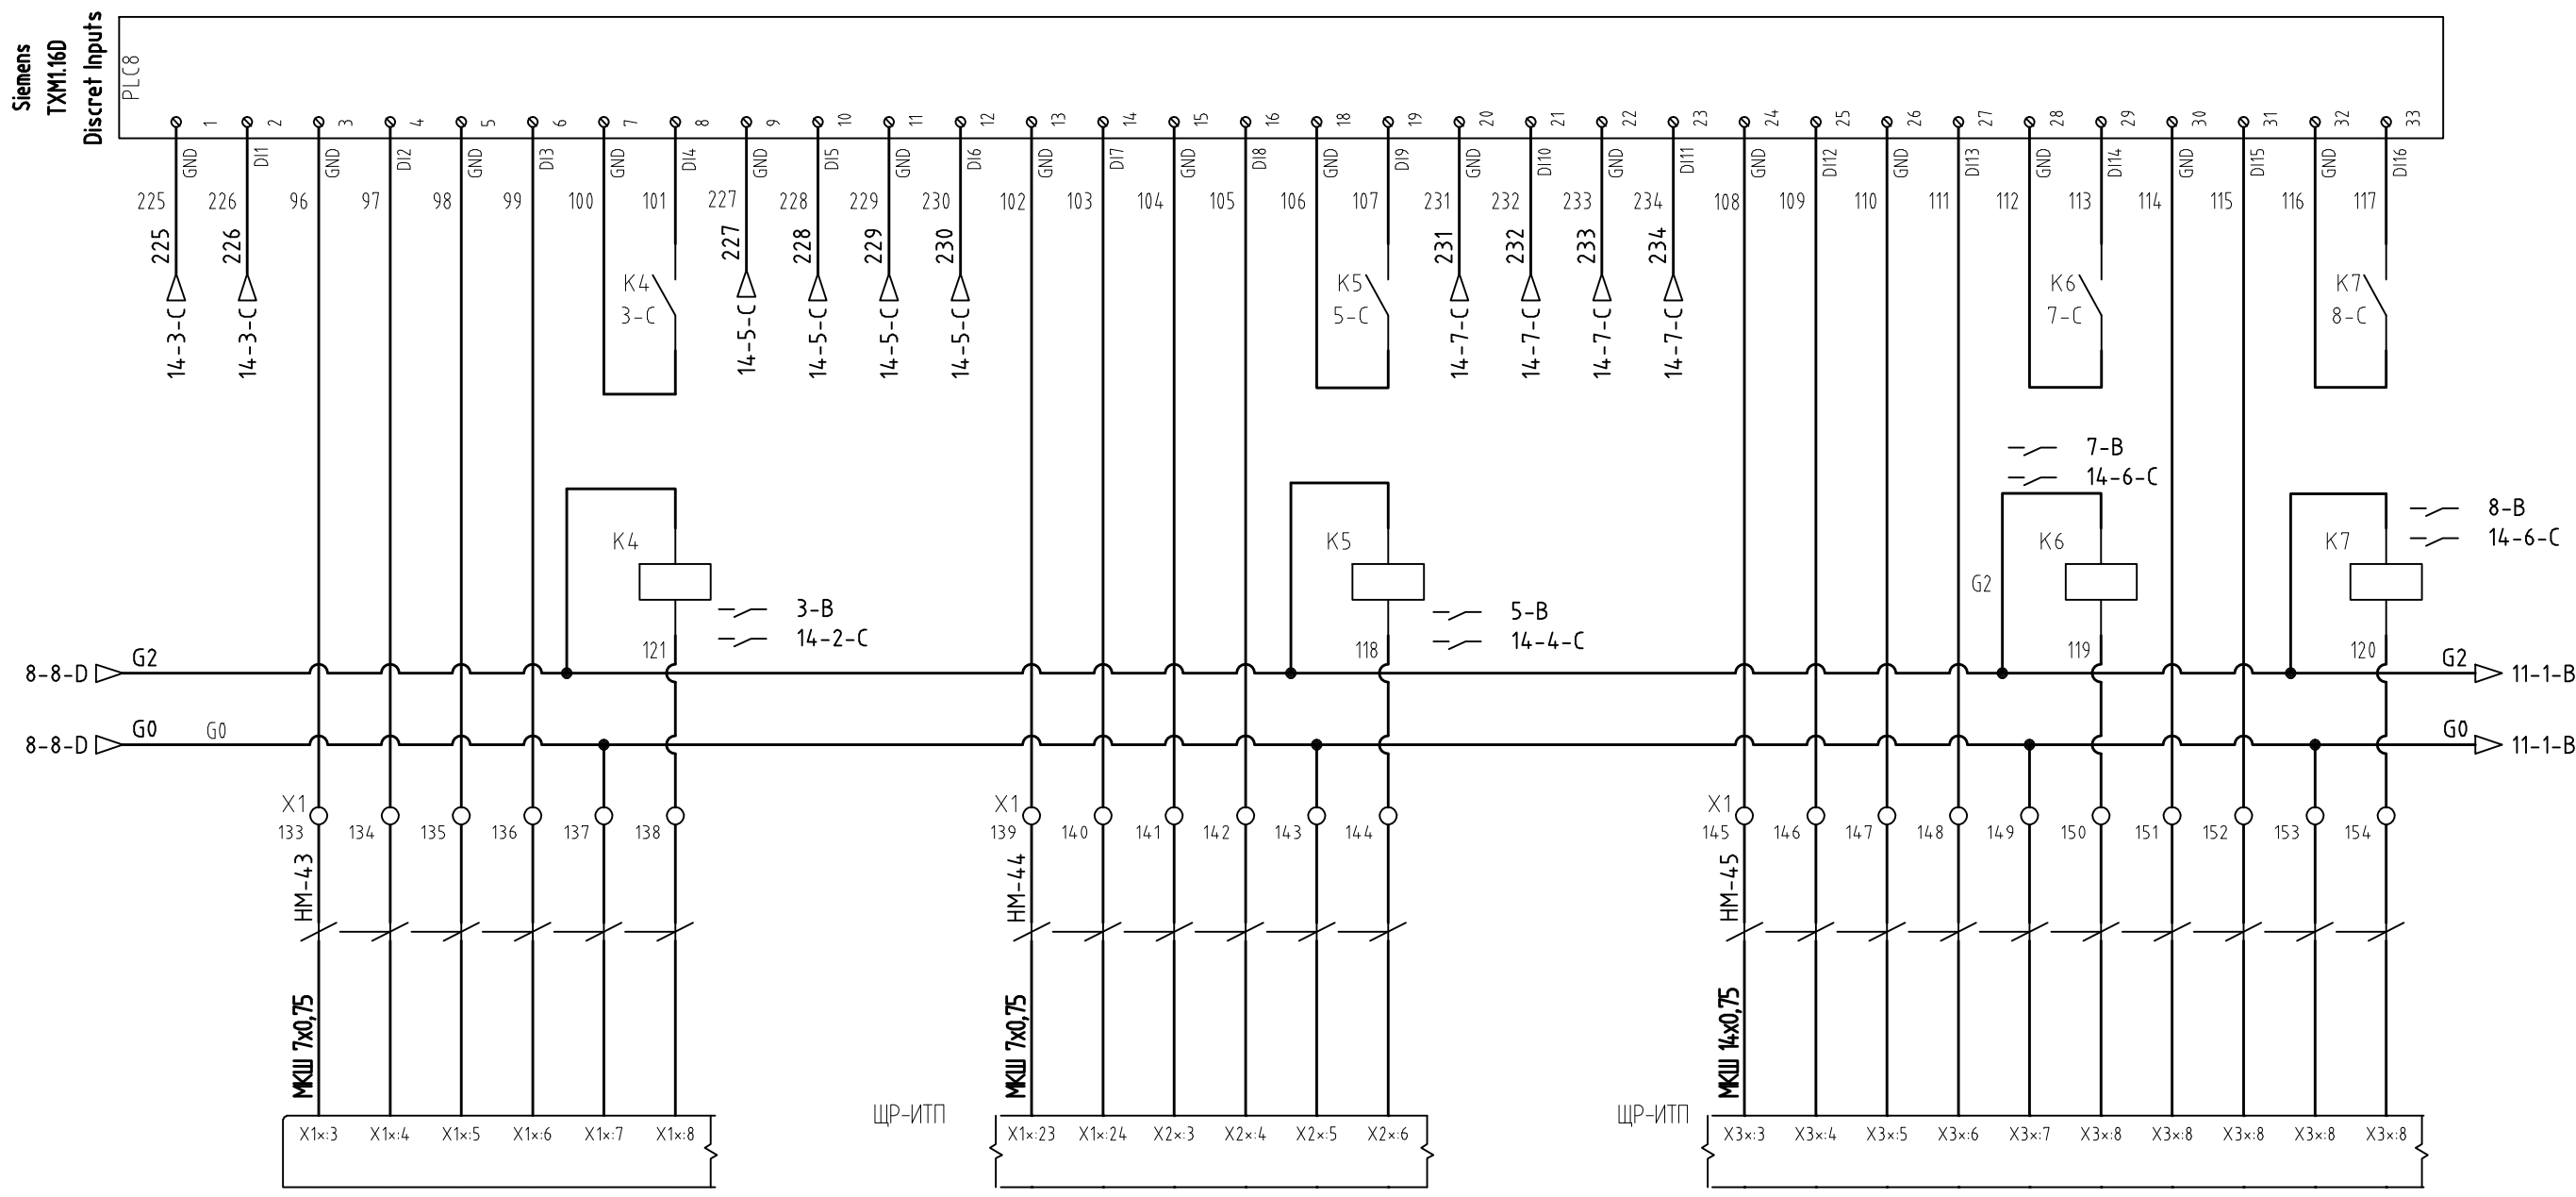 Siemens
TXM1.16D
Discret Inputs
PLC8
1 2 3 4 5 6 7 8 9 10 11 12 13 14 15 16 18 19 20 21 22 23 24 25 26 27 28 29 30 31 32 33
GND DI1 GND DI2 GND DI3 GND DI4 GND DI5 GND DI6 GND DI7 GND DI8 GND DI9 GND DI10 GND DI11 GND DI12 GND DI13 GND DI14 GND DI15 GND DI16
225 226 96 97 98 99 100 101 227 228 229 230 102 103 104 105 106 107 231 232 233 234 108 109 110 111 112 113 114 115 116 117
225 226 227 228 229 230 231 232 233 234
14-3-C 14-3-C 14-5-C 14-5-C 14-5-C 14-5-C 14-7-C 14-7-C 14-7-C 14-7-C
K4 K5 K6 K7
3-C 5-C 7-C 8-C
7-B
14-6-C
8-B
14-6-C
K4 K5 K6 K7
G2
3-B
14-2-C
5-B
14-4-C
121 118 119 120
8-8-D G2 G2 11-1-B
8-8-D G0 G0 G0 11-1-B
X1 X1 X1
133 134 135 136 137 138 139 140 141 142 143 144 145 146 147 148 149 150 151 152 153 154
НМ-43 НМ-44 НМ-45
МКШ 7х0,75 МКШ 7х0,75 МКШ 14х0,75
ЩР-ИТП ЩР-ИТП
X1×:3 X1×:4 X1×:5 X1×:6 X1×:7 X1×:8 X1×:23 X1×:24 X2×:3 X2×:4 X2×:5 X2×:6 X3×:3 X3×:4 X3×:5 X3×:6 X3×:7 X3×:8 X3×:8 X3×:8 X3×:8 X3×:8